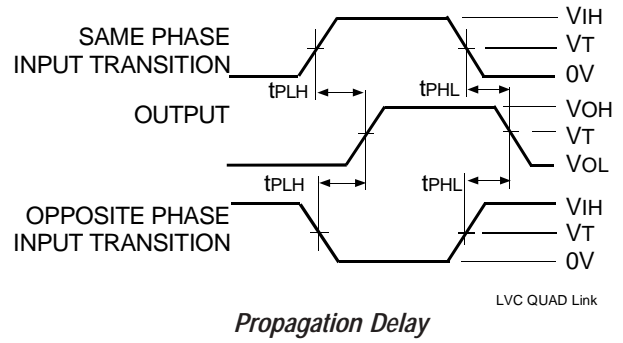 SAME PHASE
INPUT TRANSITION
VIH
VT
0V
tPLH
tPHL
OUTPUT
VOH
VT
VOL
tPLH
tPHL
OPPOSITE PHASE
INPUT TRANSITION
VIH
VT
0V
LVC QUAD Link
Propagation Delay